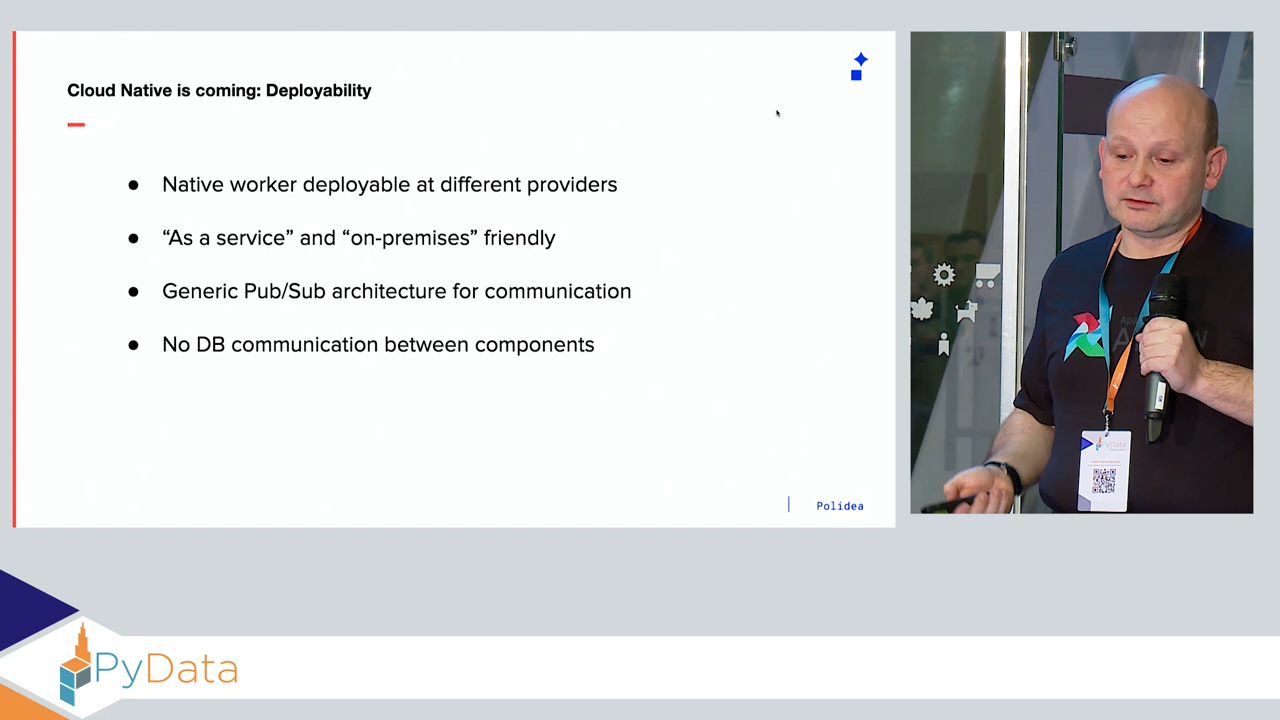 Cloud Native is coming: Deployability
● Native worker deployable at different providers
● “As a service” and “on-premises” friendly
● Generic Pub/Sub architecture for communication
● No DB communication between components
Polidea
PyData
PyData